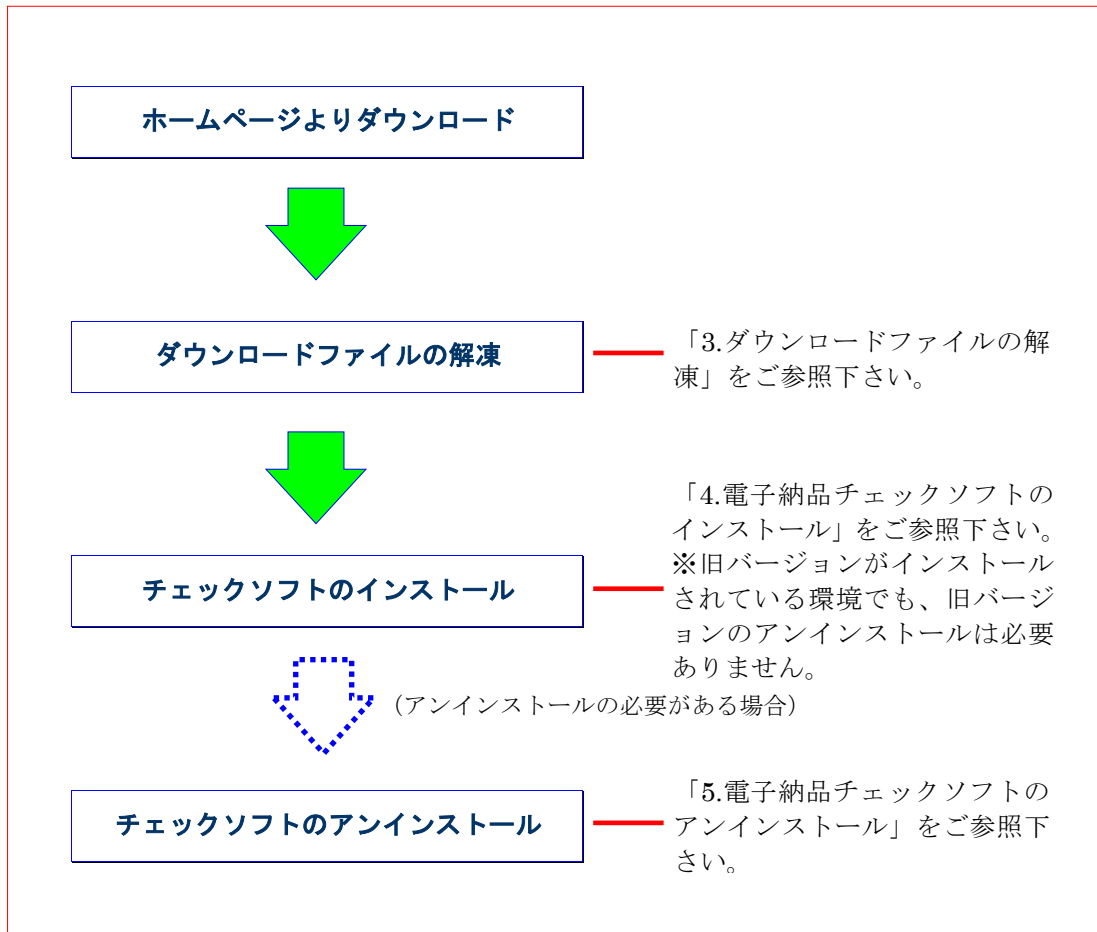 ホームページよりダウンロード
ダウンロードファイルの解凍
「3.ダウンロードファイルの解
凍」をご参照下さい。
チェックソフトのインストール
「4.電子納品チェックソフトの
インストール」をご参照下さい。
※旧バージョンがインストール
されている環境でも、旧バージ
ョンのアンインストールは必要
ありません。
（アンインストールの必要がある場合）
チェックソフトのアンインストール
「5.電子納品チェックソフトの
アンインストール」をご参照下
さい。